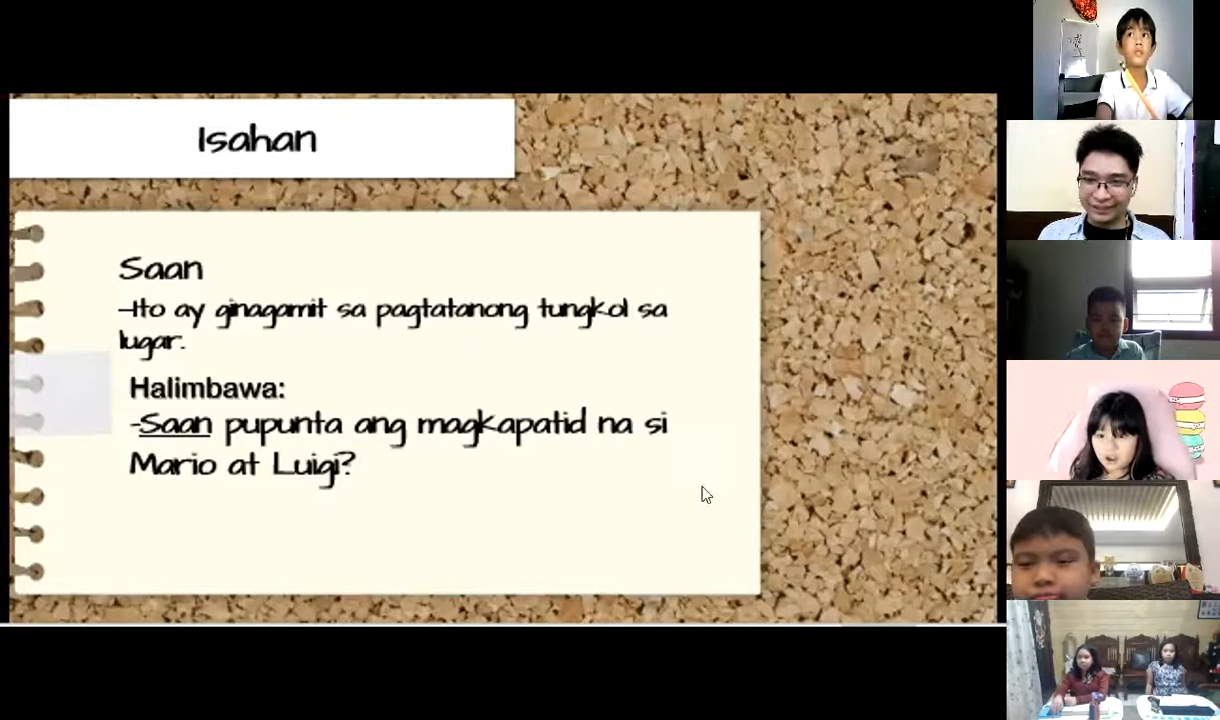 Isahan
Saan
-Ito ay ginagamit sa pagtatanong tungkol sa
lugar.
Halimbawa:
-Saan pupunta ang magkapatid na si
Mario at Luigi?